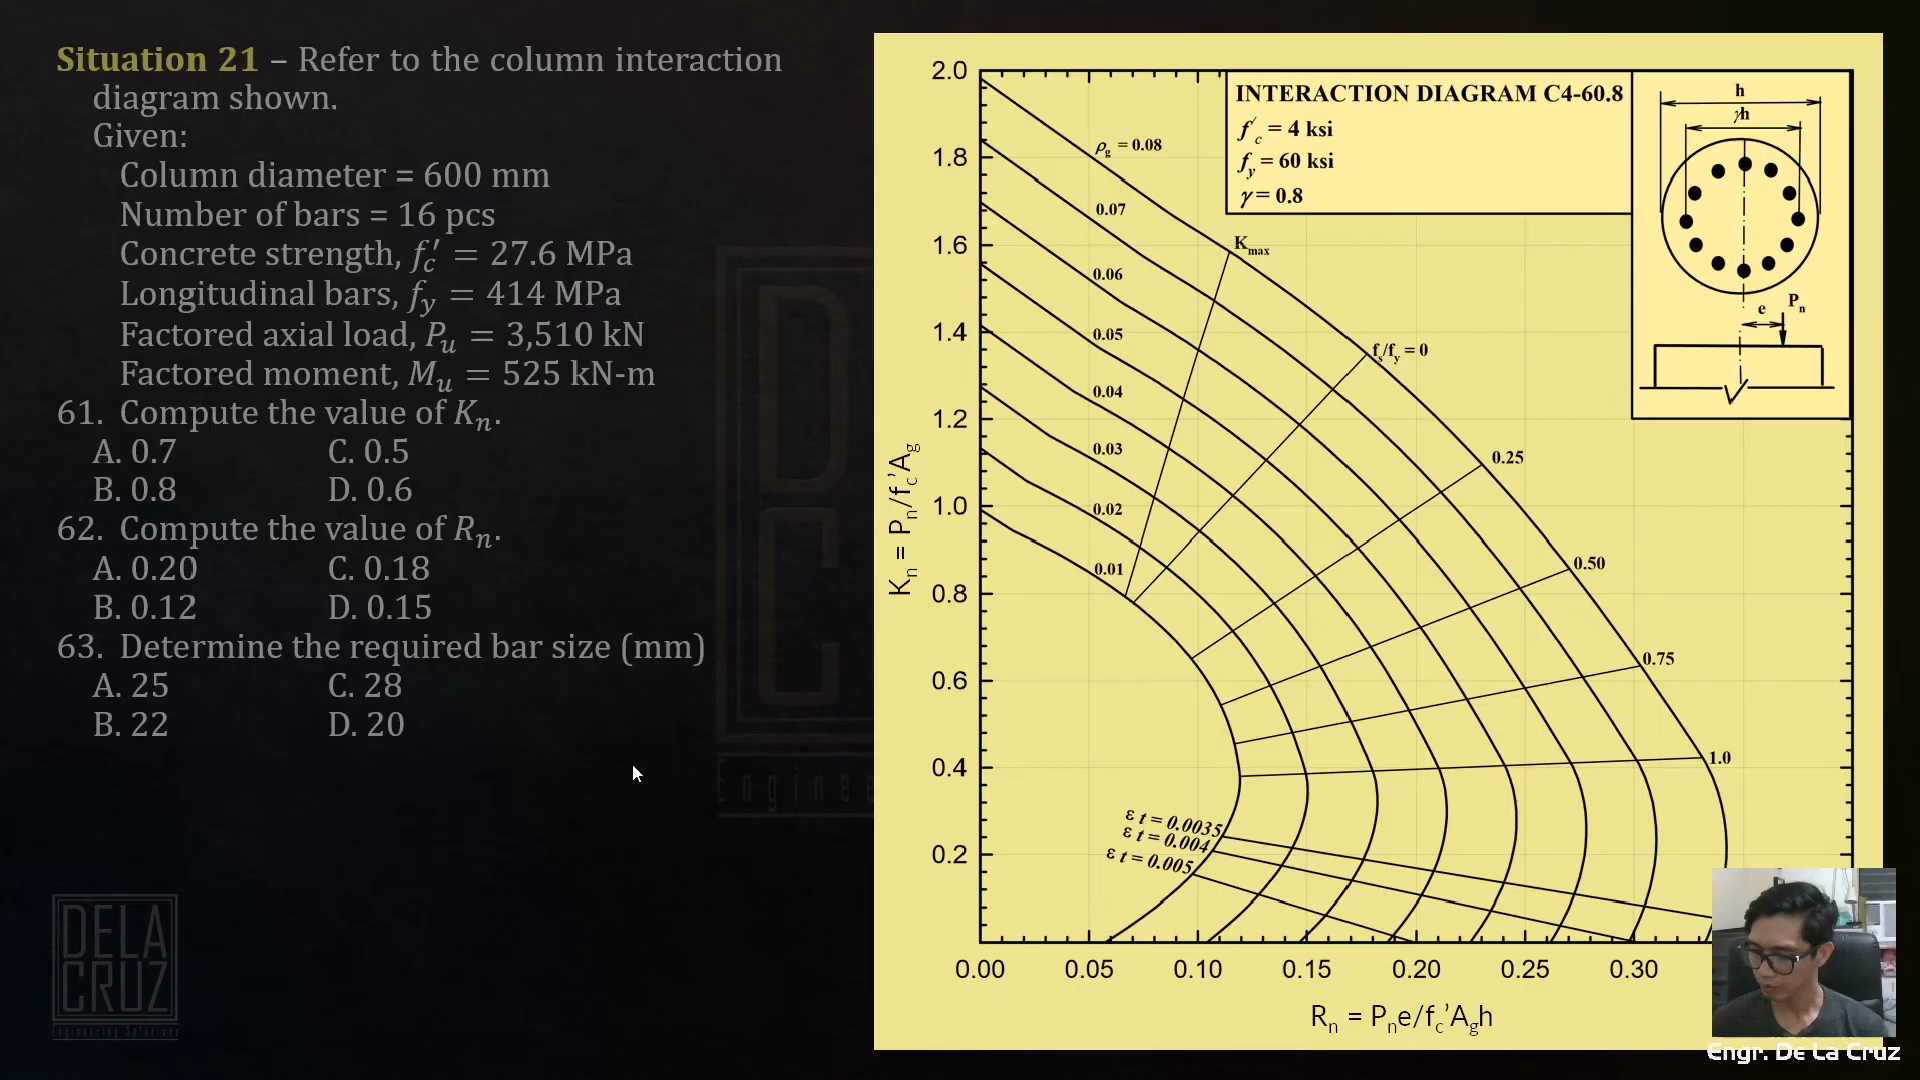 Situation 21 – Refer to the column interaction
diagram shown.
Given:
Column diameter = 600 mm
Number of bars = 16 pcs
Concrete strength, f′c = 27.6 MPa
Longitudinal bars, fy = 414 MPa
Factored axial load, Pu = 3,510 kN
Factored moment, Mu = 525 kN-m
61. Compute the value of Kn.
A. 0.7 C. 0.5
B. 0.8 D. 0.6
62. Compute the value of Rn.
A. 0.20 C. 0.18
B. 0.12 D. 0.15
63. Determine the required bar size (mm)
A. 25 C. 28
B. 22 D. 20
DELA
CRUZ
Engineering Solutions
INTERACTION DIAGRAM C4-60.8
f′c = 4 ksi
fy = 60 ksi
γ = 0.8
h
γh
e
Pn
Kn = Pn/fc'Ag
2.0
1.8
1.6
1.4
1.2
1.0
0.8
0.6
0.4
0.2
ρg = 0.08
0.07
0.06
0.05
0.04
0.03
0.02
0.01
Kmax
fs/fy = 0
0.25
0.50
0.75
1.0
ε t = 0.0035
ε t = 0.004
ε t = 0.005
0.00 0.05 0.10 0.15 0.20 0.25 0.30
Rn = Pne/fc'Agh
Engr. De La Cruz